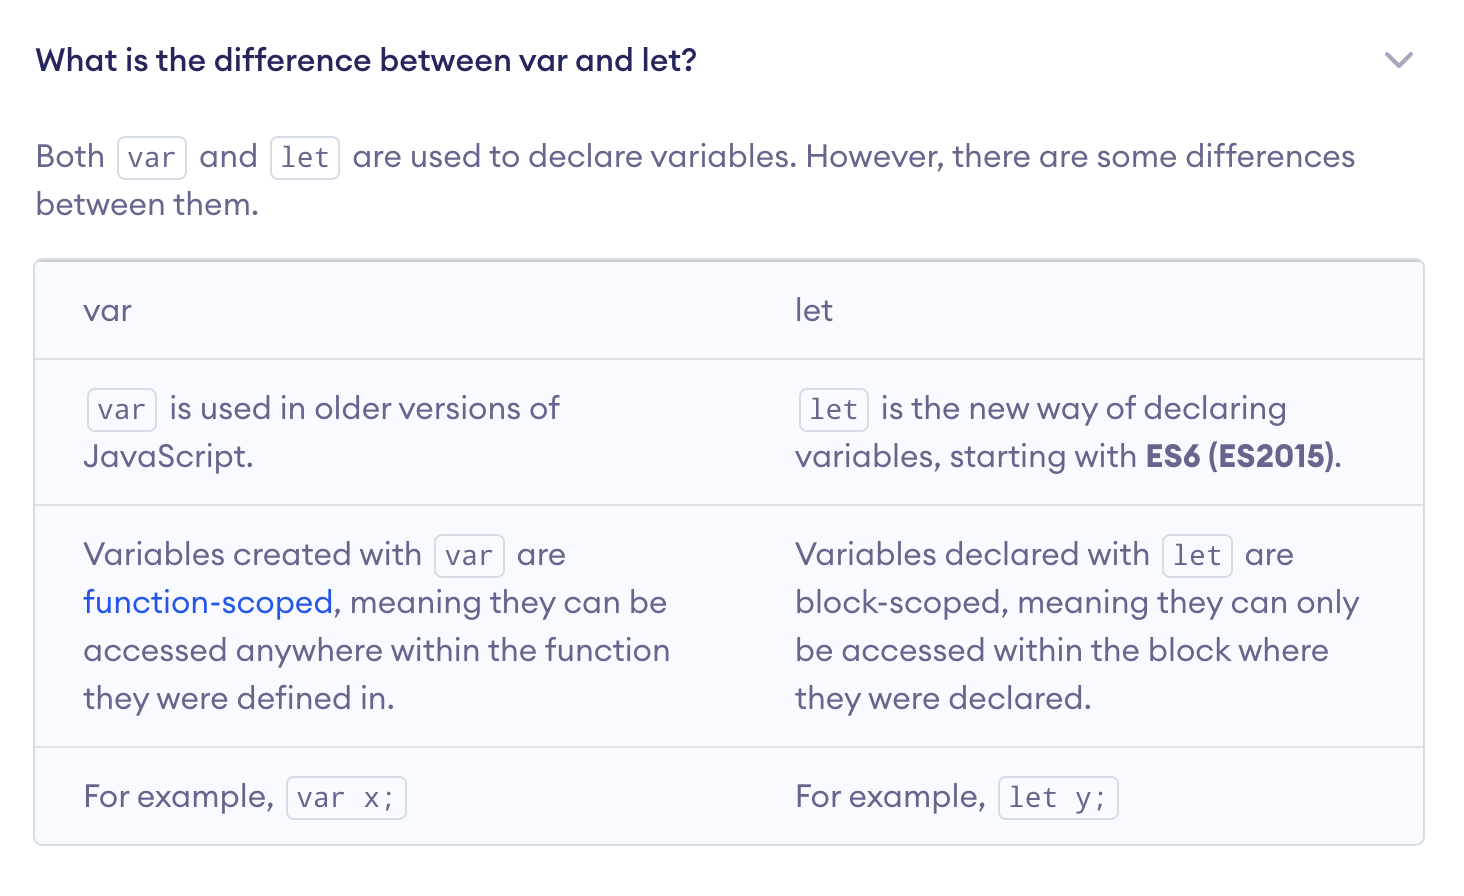 What is the difference between var and let?
Both var and let are used to declare variables. However, there are some differences
between them.
var
let
var is used in older versions of
JavaScript.
let is the new way of declaring
variables, starting with ES6 (ES2015).
Variables created with var are
function-scoped, meaning they can be
accessed anywhere within the function
they were defined in.
Variables declared with let are
block-scoped, meaning they can only
be accessed within the block where
they were declared.
For example, var x;
For example, let y;